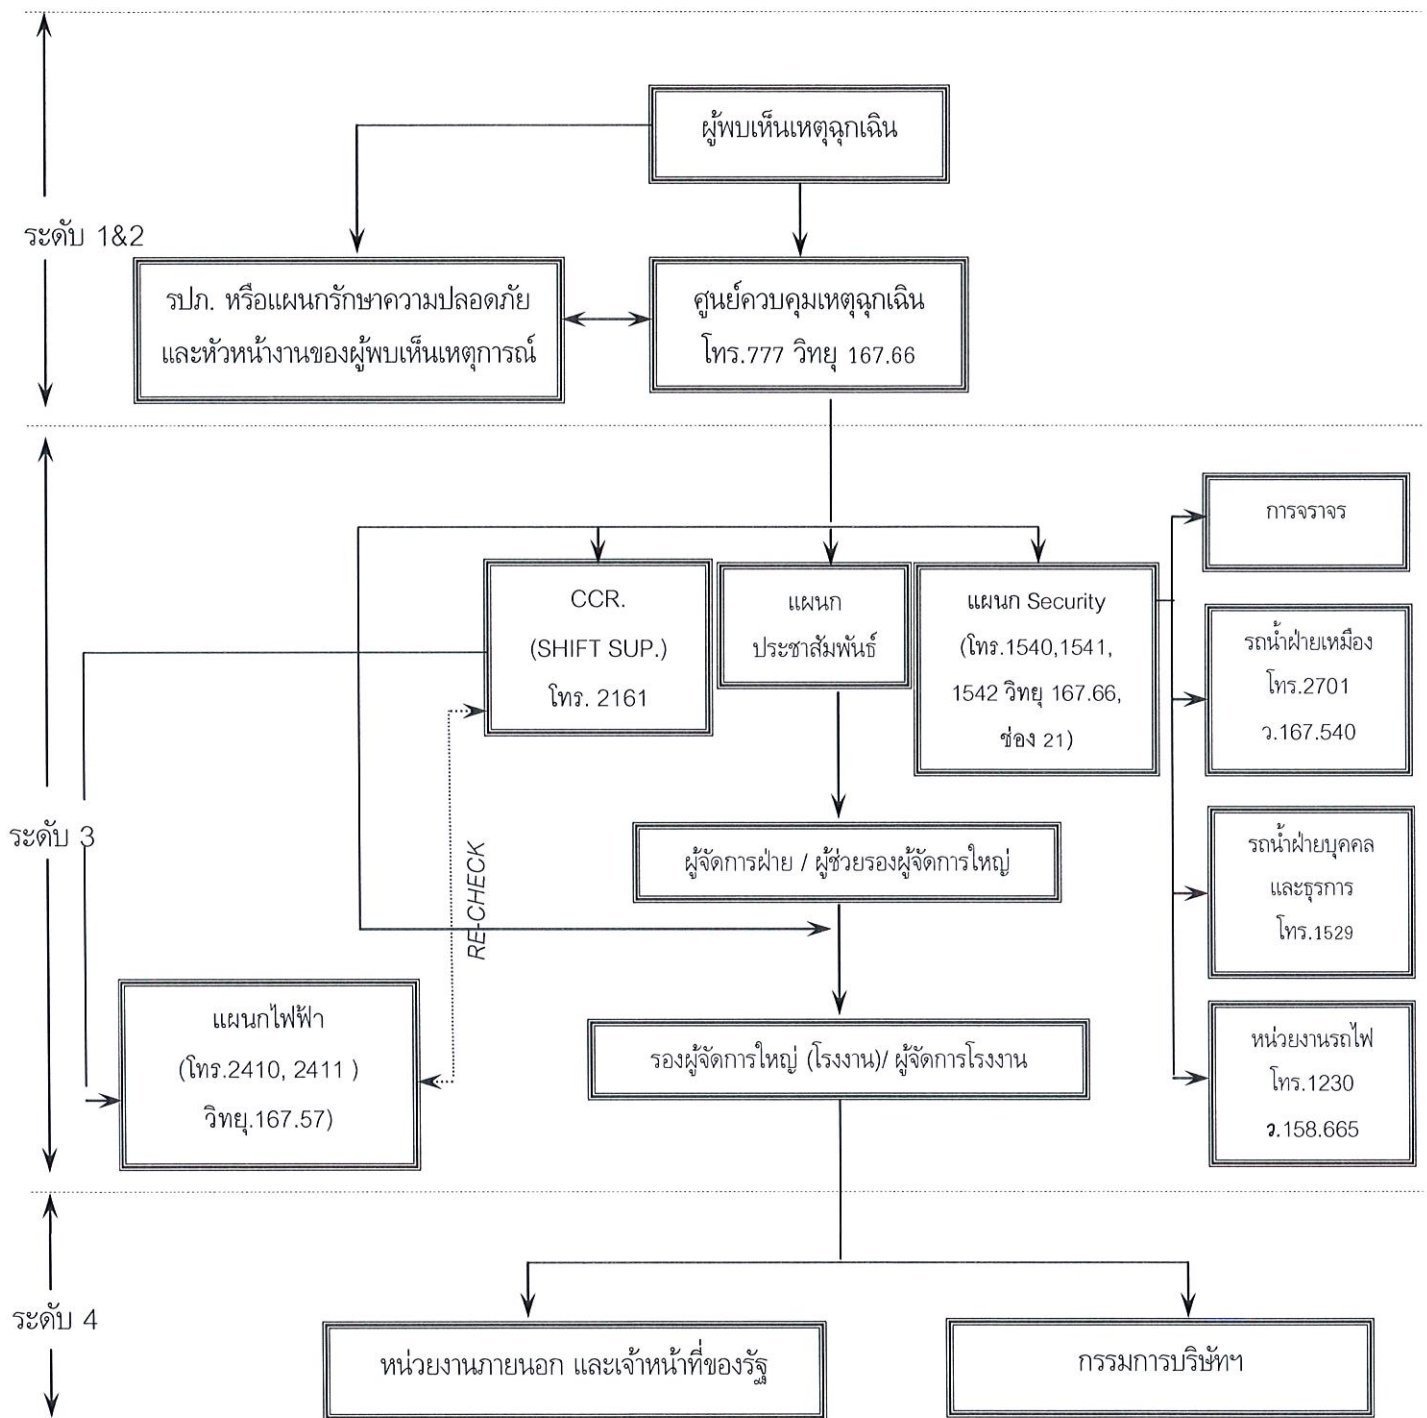 ผู้พบเห็นเหตุฉุกเฉิน
ระดับ 1&2
รปภ. หรือแผนกรักษาความปลอดภัย
และหัวหน้างานของผู้พบเห็นเหตุการณ์
ศูนย์ควบคุมเหตุฉุกเฉิน
โทร.777 วิทยุ 167.66
ระดับ 3
CCR.
(SHIFT SUP.)
โทร. 2161
แผนก
ประชาสัมพันธ์
แผนก Security
(โทร.1540,1541,
1542 วิทยุ 167.66,
ช่อง 21)
การจราจร
รถน้ำฝ่ายเหมือง
โทร.2701
ว.167.540
รถน้ำฝ่ายบุคคล
และธุรการ
โทร.1529
หน่วยงานรถไฟ
โทร.1230
ว.158.665
ผู้จัดการฝ่าย / ผู้ช่วยรองผู้จัดการใหญ่
RE-CHECK
แผนกไฟฟ้า
(โทร.2410, 2411 )
วิทยุ.167.57)
รองผู้จัดการใหญ่ (โรงงาน)/ ผู้จัดการโรงงาน
ระดับ 4
หน่วยงานภายนอก และเจ้าหน้าที่ของรัฐ
กรรมการบริษัทฯ